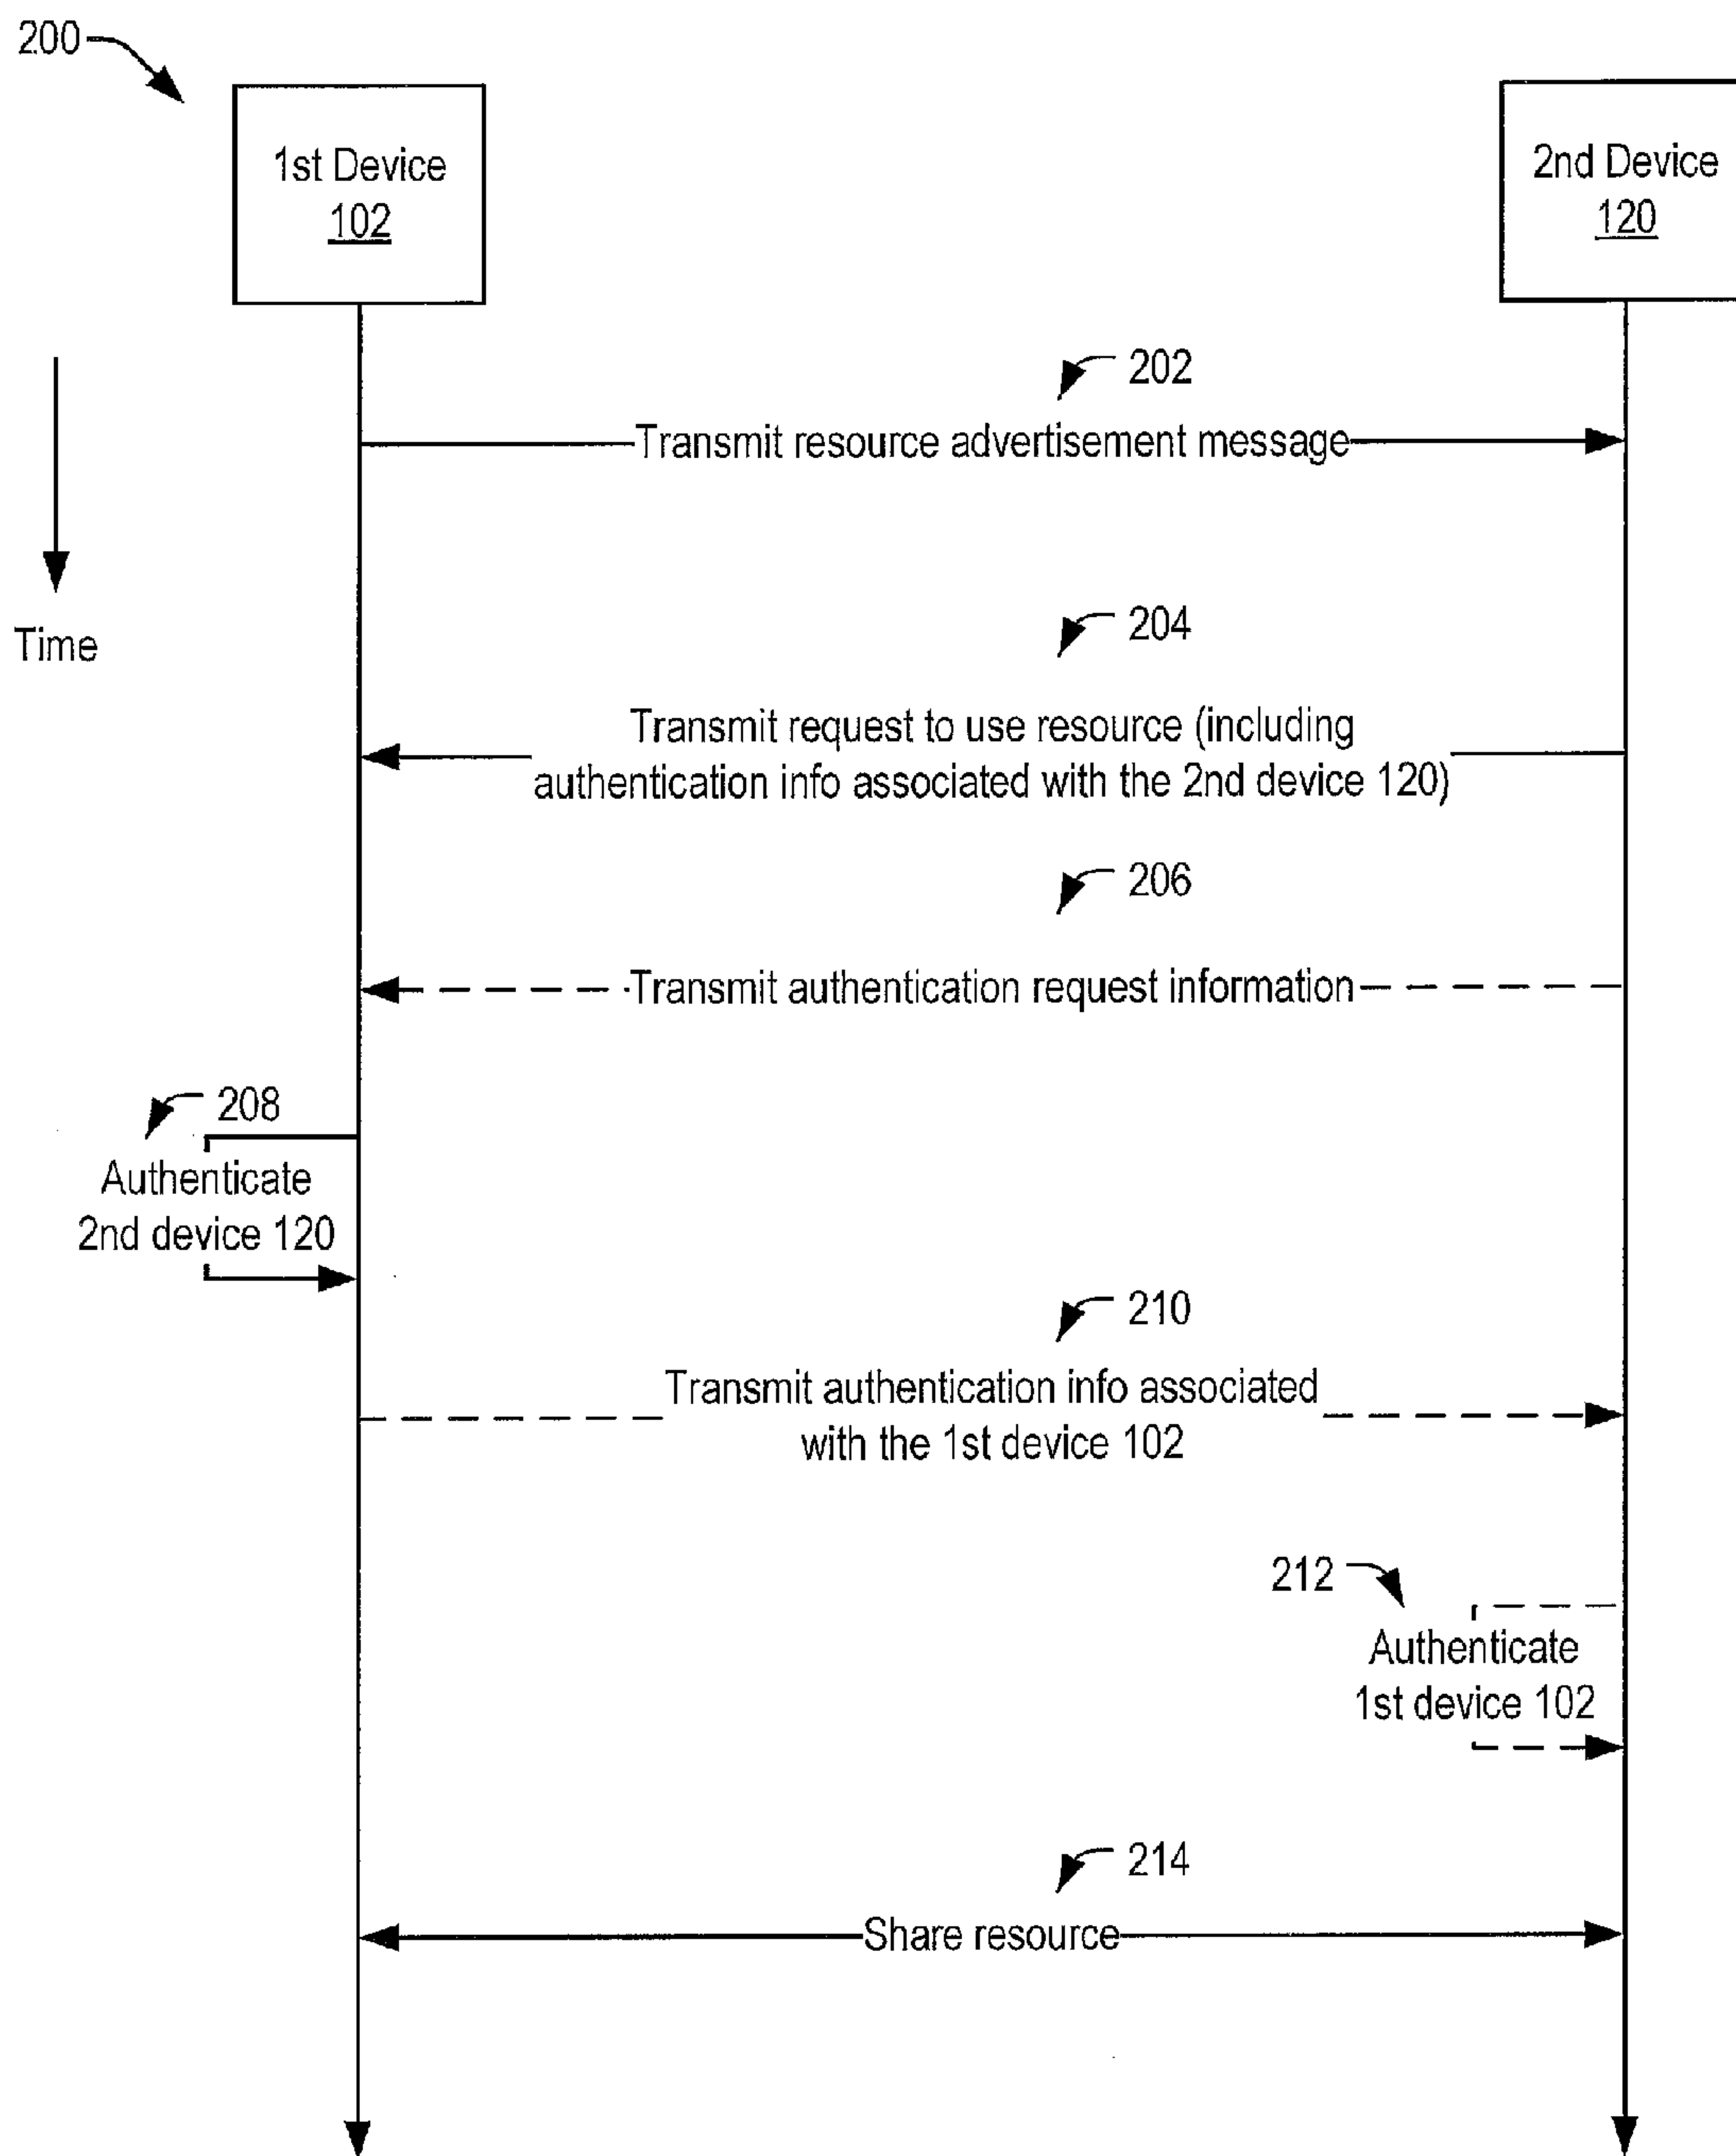 200
1st Device
102
2nd Device
120
202
Transmit resource advertisement message
Time
204
Transmit request to use resource (including
authentication info associated with the 2nd device 120)
206
Transmit authentication request information
208
Authenticate
2nd device 120
210
Transmit authentication info associated
with the 1st device 102
212
Authenticate
1st device 102
214
Share resource